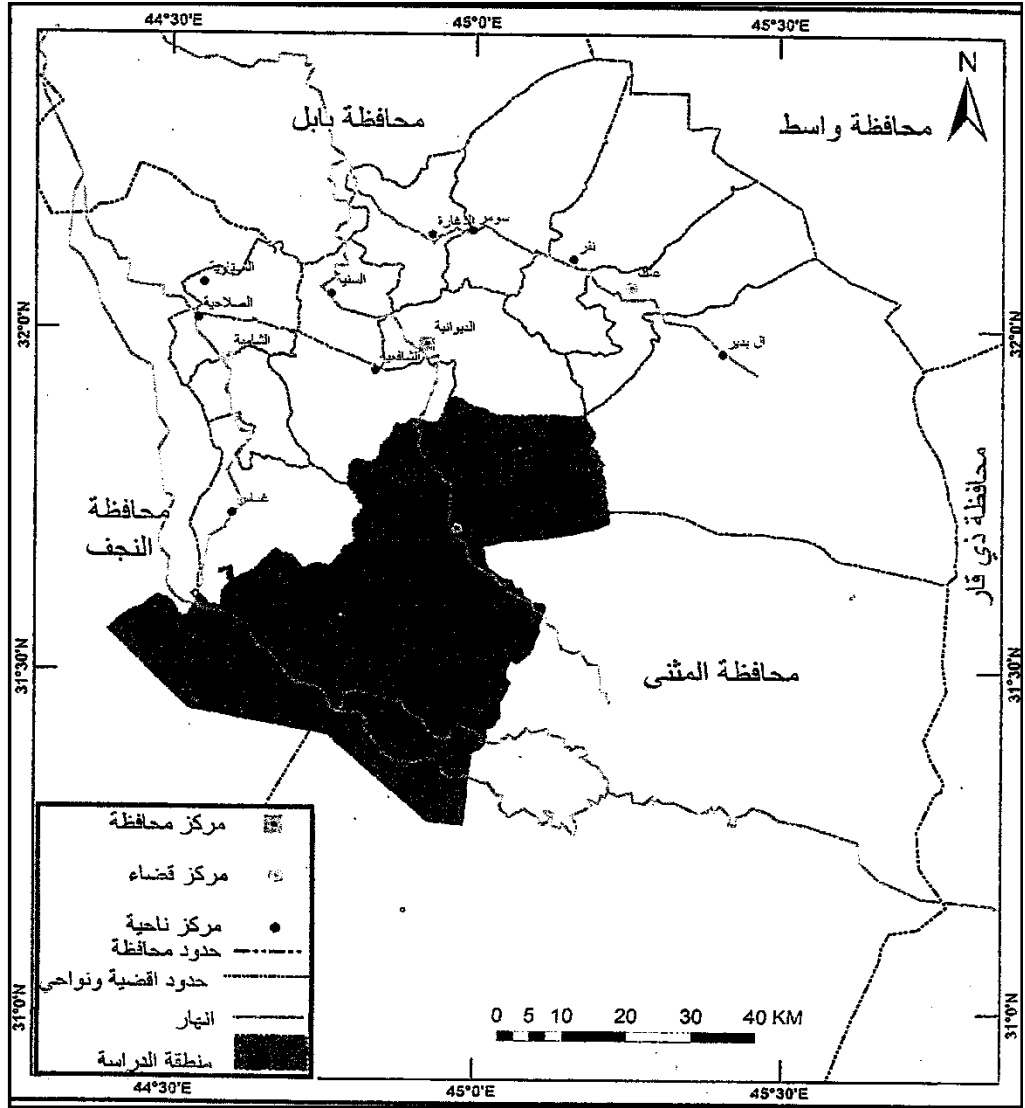 44°30'E 45°0'E 45°30'E
N
محافظة بابل
محافظة واسط
الدغارة سومر
نفر
عفك
السنية
الصلاحية
الديوانية
الشامية
الشافعية
ال بدير
32°0'N 32°0'N
محافظة النجف
محافظة ذي قار
محافظة المثنى
31°30'N 31°30'N
مركز محافظة
مركز قضاء
مركز ناحية
حدود محافظة
حدود اقضية ونواحي
انهار
منطقة الدراسة
0 5 10 20 30 40 KM
31°0'N 31°0'N
44°30'E 45°0'E 45°30'E